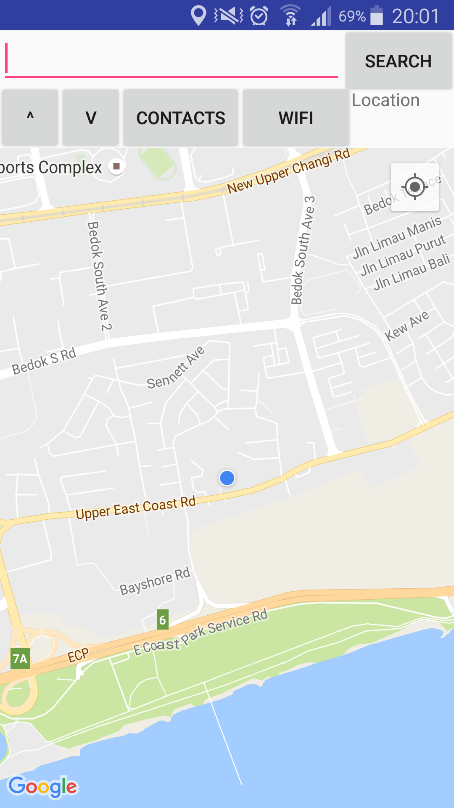 69% 20:01
SEARCH
^ V CONTACTS WIFI Location
ports Complex
New Upper Changi Rd
Bedok
Bedok South Ave 3
Jln Limau Manis
Jln Limau Purut
Jln Limau Bali
Bedok South Ave 2
Kew Ave
Bedok S Rd
Sennett Ave
Upper East Coast Rd
Bayshore Rd
6
E Coast Park Service Rd
7A
ECP
Google